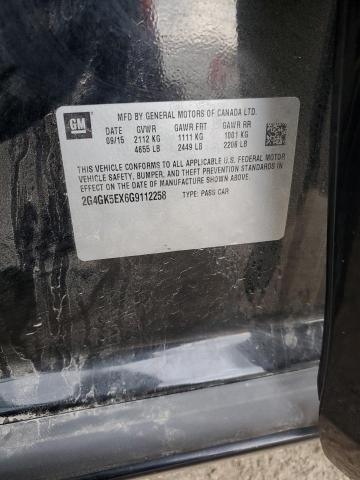 GM
MFD BY GENERAL MOTORS OF CANADA LTD.
DATE GVWR GAWR FRT GAWR RR
09/15 2112 KG 1111 KG 1001 KG
4655 LB 2449 LB 2206 LB
THIS VEHICLE CONFORMS TO ALL APPLICABLE U.S. FEDERAL MOTOR
VEHICLE SAFETY, BUMPER, AND THEFT PREVENTION STANDARDS IN
EFFECT ON THE DATE OF MANUFACTURE SHOWN ABOVE.
2G4GK5EX6G9112258 TYPE: PASS CAR